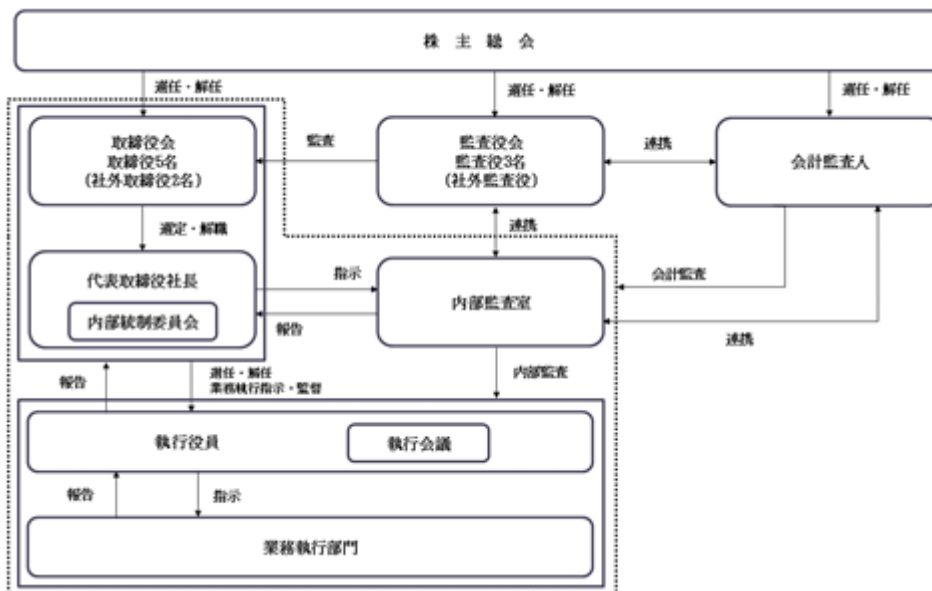 株 主 総 会
選任・解任
選任・解任
選任・解任
取締役会
取締役5名
(社外取締役2名)
監査
監査役会
監査役3名
(社外監査役)
連携
会計監査人
選定・解職
連携
代表取締役社長
内部統制委員会
指示
報告
内部監査室
会計監査
連携
報告
選任・解任
業務執行指示・監督
内部監査
執行役員
執行会議
報告
指示
業務執行部門